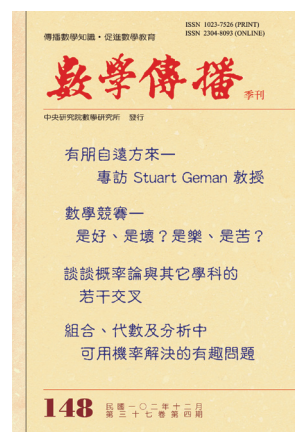 ISSN 1023-7526 (PRINT)
ISSN 2304-8093 (ONLINE)
傳播數學知識・促進數學教育
數學傳播 季刊
中央研究院數學研究所 發行
有朋自遠方來—
專訪 Stuart Geman 教授
數學競賽—
是好、是壞？是樂、是苦？
談談概率論與其它學科的
若干交叉
組合、代數及分析中
可用機率解決的有趣問題
148
民國一〇二年十二月
第三十七卷第四期